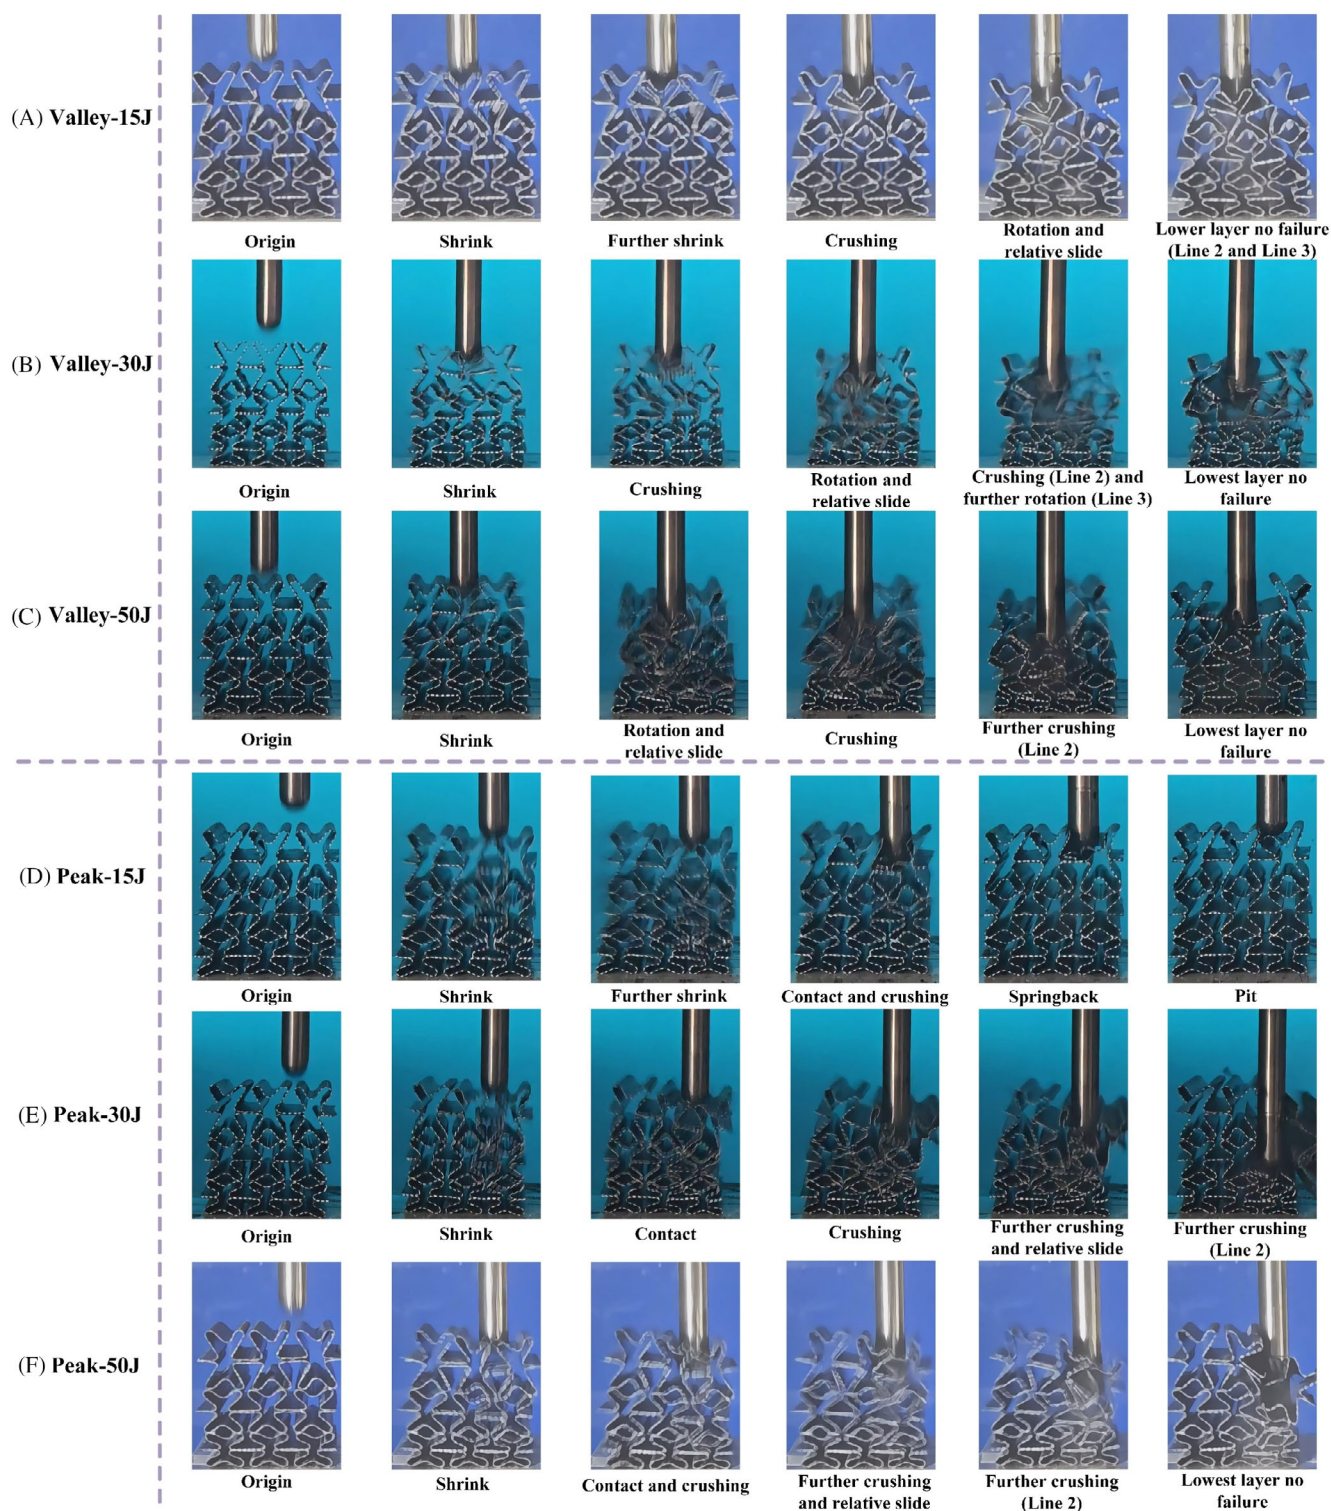 (A) Valley-15J
Origin
Shrink
Further shrink
Crushing
Rotation and
relative slide
Lower layer no failure
(Line 2 and Line 3)
(B) Valley-30J
Origin
Shrink
Crushing
Rotation and
relative slide
Crushing (Line 2) and
further rotation (Line 3)
Lowest layer no
failure
(C) Valley-50J
Origin
Shrink
Rotation and
relative slide
Crushing
Further crushing
(Line 2)
Lowest layer no
failure
(D) Peak-15J
Origin
Shrink
Further shrink
Contact and crushing
Springback
Pit
(E) Peak-30J
Origin
Shrink
Contact
Crushing
Further crushing
and relative slide
Further crushing
(Line 2)
(F) Peak-50J
Origin
Shrink
Contact and crushing
Further crushing
and relative slide
Further crushing
(Line 2)
Lowest layer no
failure